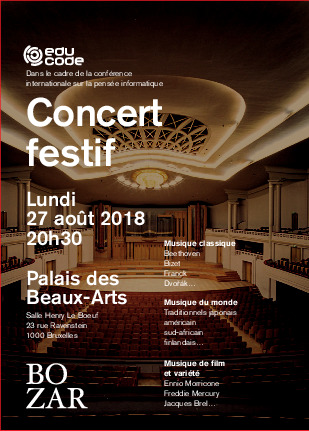 edu
code
Dans le cadre de la conférence
internationale sur la pensée informatique
Concert
festif
Lundi
27 août 2018
20h30
Palais des
Beaux-Arts
Salle Henry Le Boeuf
23 rue Ravenstein
1000 Bruxelles
BO
ZAR
Musique classique
Beethoven
Bizet
Franck
Dvořák...
Musique du monde
Traditionnels japonais
américain
sud-africain
finlandais...
Musique de film
et variété
Ennio Morricone
Freddie Mercury
Jacques Brel...